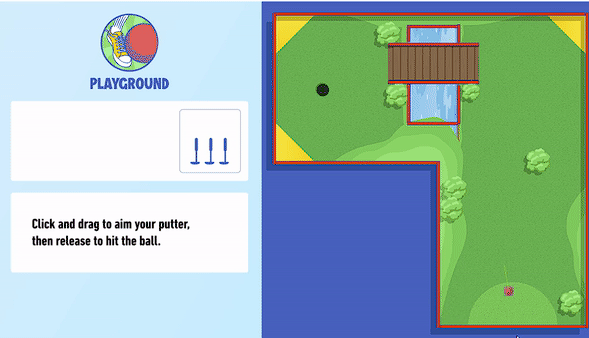 PLAYGROUND
Click and drag to aim your putter,
then release to hit the ball.